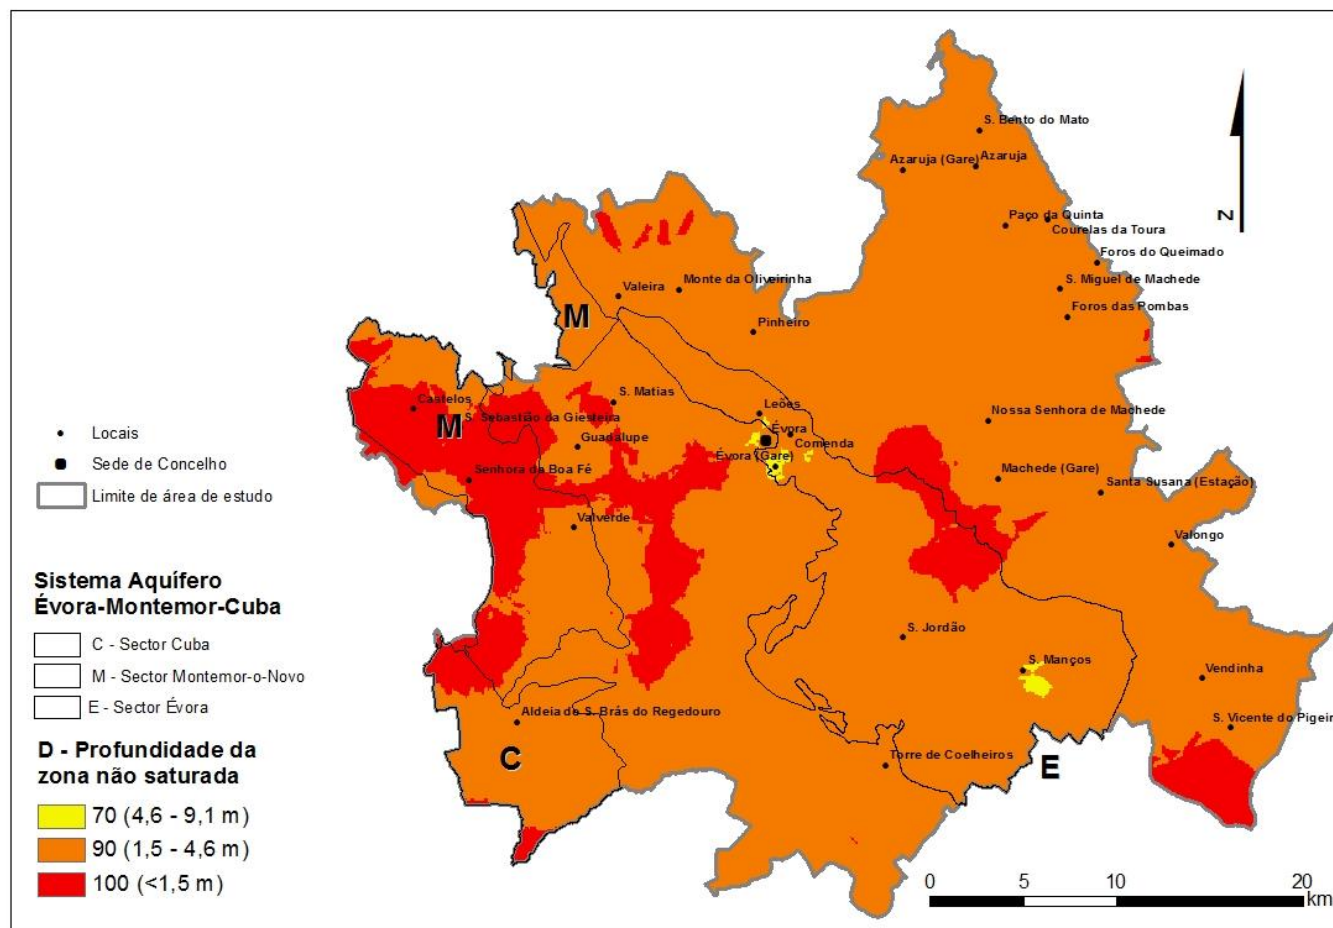 S. Bento do Mato
Azaruja (Gare)
Azaruja
Paço da Quinta
Courelas da Toura
Foros do Queimado
S. Miguel de Machede
Foros das Pombas
Valeira
Monte da Oliveirinha
Pinheiro
M
Z
Castelos
S. Matias
S. Sebastião da Giesteira
M
Guadalupe
Senhora da Boa Fé
Valverde
Leões
Évora
Comenda
Évora (Gare)
Nossa Senhora de Machede
Machede (Gare)
Santa Susana (Estação)
Valongo
S. Jordão
S. Manços
Vendinha
S. Vicente do Pigeir
Aldeia de S. Brás do Regedouro
C
Torre de Coelheiros
E
Locais
Sede de Concelho
Limite de área de estudo
Sistema Aquífero
Évora-Montemor-Cuba
C - Sector Cuba
M - Sector Montemor-o-Novo
E - Sector Évora
D - Profundidade da
zona não saturada
70 (4,6 - 9,1 m)
90 (1,5 - 4,6 m)
100 (<1,5 m)
0 5 10 20
km